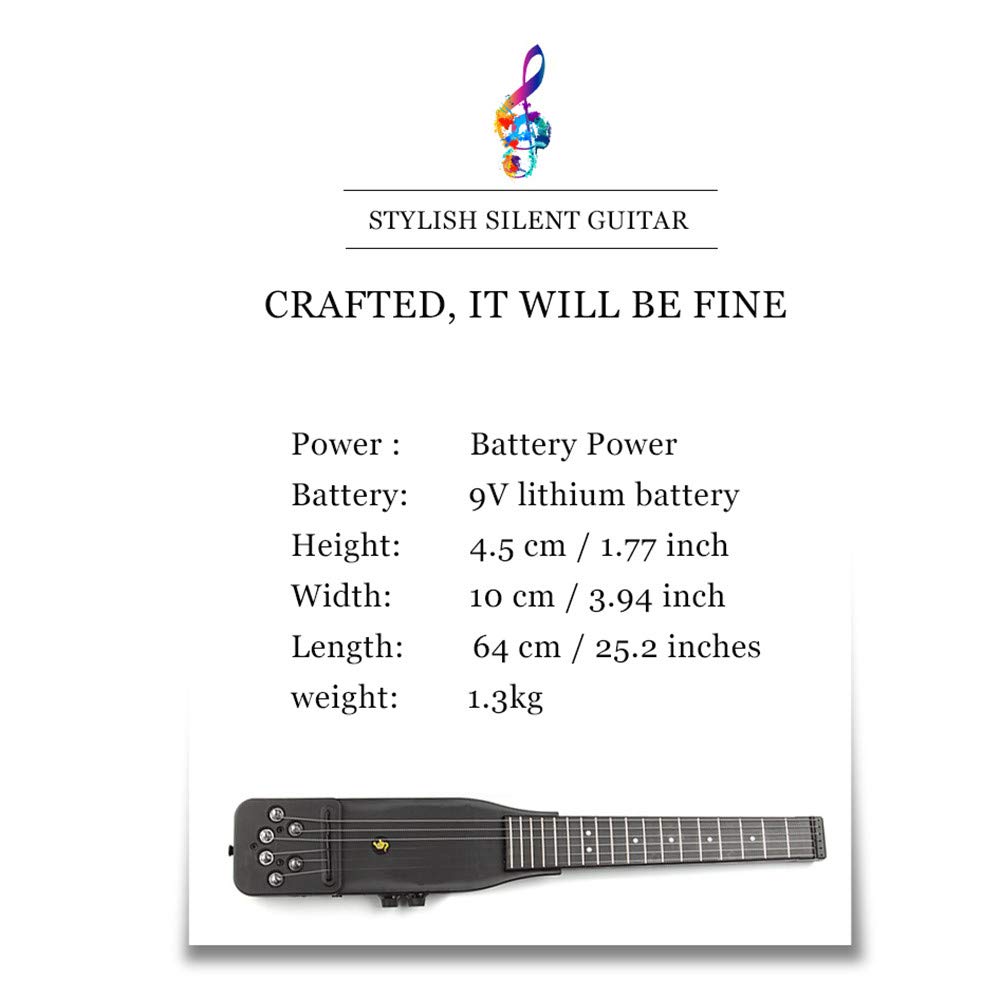 STYLISH SILENT GUITAR
CRAFTED, IT WILL BE FINE
Power : Battery Power
Battery: 9V lithium battery
Height: 4.5 cm / 1.77 inch
Width: 10 cm / 3.94 inch
Length: 64 cm / 25.2 inches
weight: 1.3kg